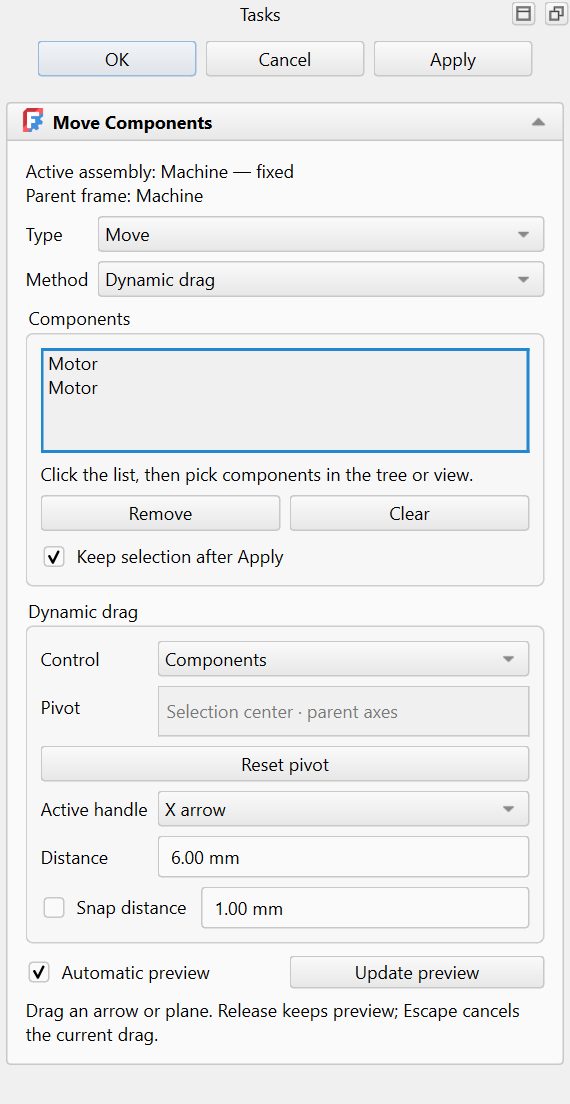 Tasks
OK Cancel Apply
Move Components
Active assembly: Machine — fixed
Parent frame: Machine
Type Move
Method Dynamic drag
Components
Motor
Motor
Click the list, then pick components in the tree or view.
Remove Clear
Keep selection after Apply
Dynamic drag
Control Components
Pivot Selection center · parent axes
Reset pivot
Active handle X arrow
Distance 6.00 mm
Snap distance 1.00 mm
Automatic preview Update preview
Drag an arrow or plane. Release keeps preview; Escape cancels
the current drag.